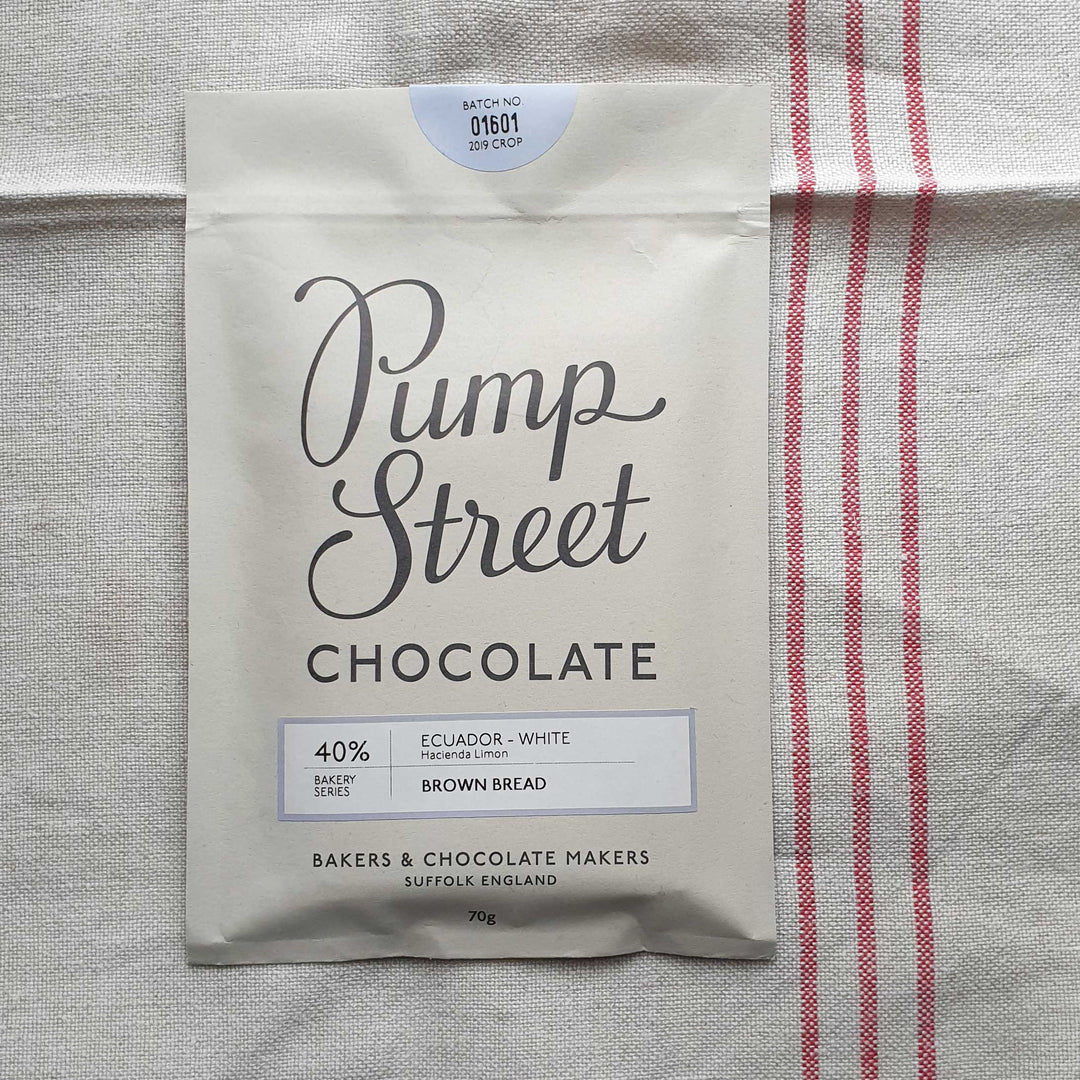 BATCH NO.
01601
2019 CROP
Pump
Street
CHOCOLATE
40%
ECUADOR - WHITE
Hacienda Limon
BAKERY
SERIES
BROWN BREAD
BAKERS & CHOCOLATE MAKERS
SUFFOLK ENGLAND
70g